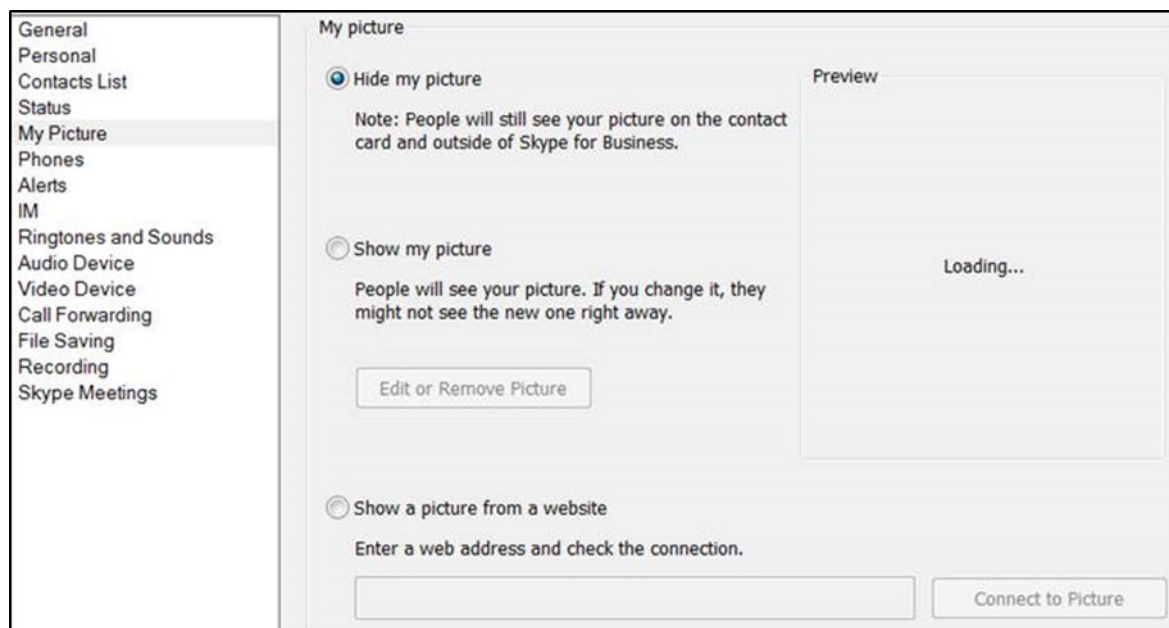 General
Personal
Contacts List
Status
My Picture
Phones
Alerts
IM
Ringtones and Sounds
Audio Device
Video Device
Call Forwarding
File Saving
Recording
Skype Meetings
My picture
Hide my picture
Note: People will still see your picture on the contact
card and outside of Skype for Business.
Show my picture
People will see your picture. If you change it, they
might not see the new one right away.
Edit or Remove Picture
Preview
Loading...
Show a picture from a website
Enter a web address and check the connection.
Connect to Picture